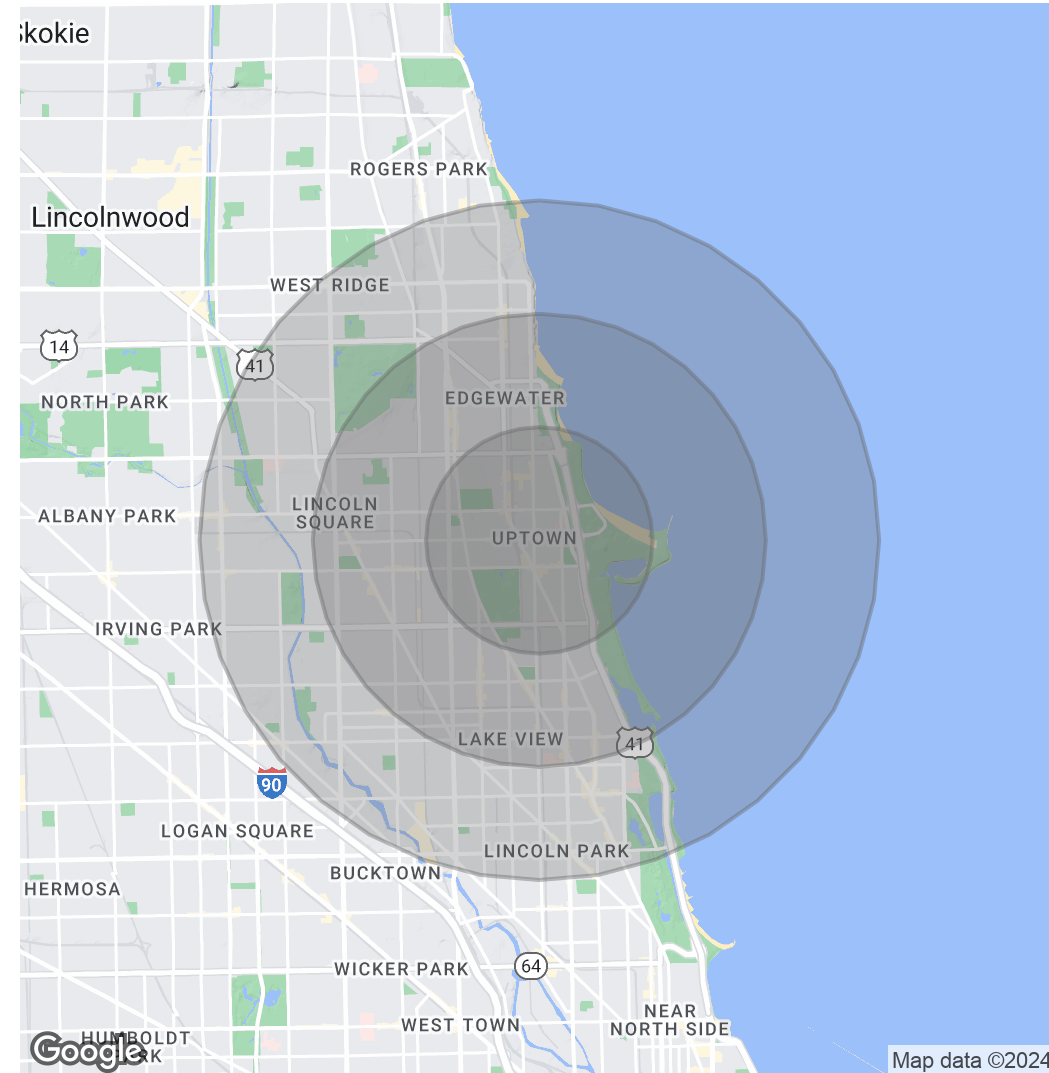 Skokie
ROGERS PARK
Lincolnwood
WEST RIDGE
14
41
EDGEWATER
NORTH PARK
LINCOLN
SQUARE
ALBANY PARK
UPTOWN
IRVING PARK
LAKE VIEW
41
90
LOGAN SQUARE
LINCOLN PARK
BUCKTOWN
HERMOSA
64
WICKER PARK
NEAR
NORTH SIDE
WEST TOWN
HUMBOLDT
PARK
Google
Map data ©2024